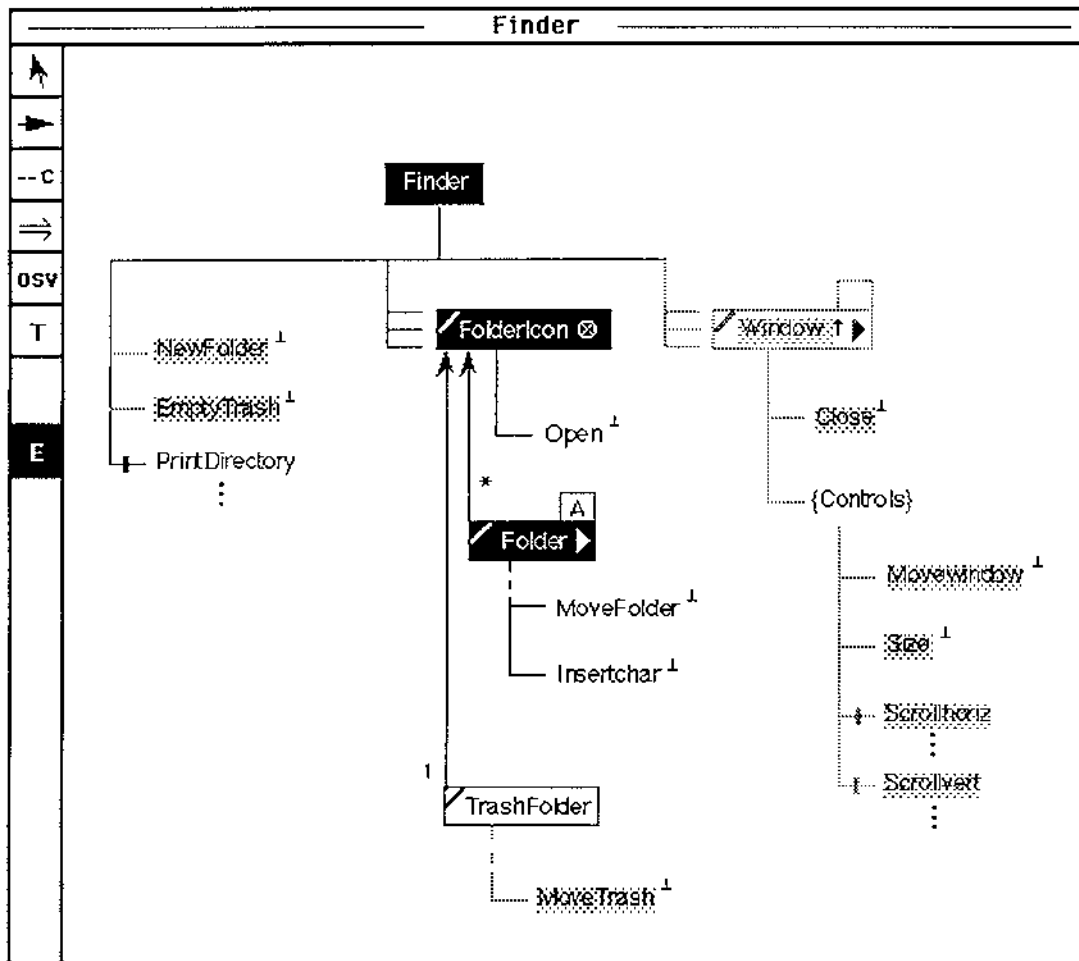 Finder
--C
OSV
T
E
Finder
FolderIcon ⊗
Window ↑
NewFolder ⊥
EmptyTrash ⊥
PrintDirectory
⋮
Open ⊥
*
A
Folder
MoveFolder ⊥
Insertchar ⊥
Close ⊥
{Controls}
Movewindow ⊥
Size ⊥
Scrollhoriz
⋮
Scrollvert
⋮
1
TrashFolder
MoveTrash ⊥